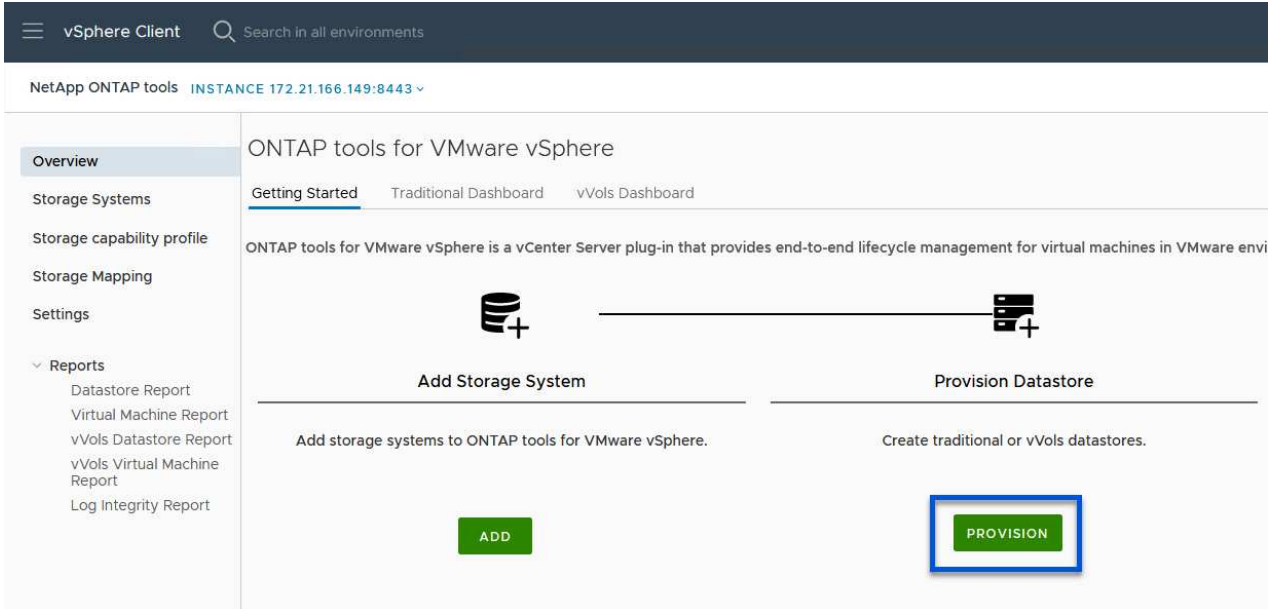 vSphere Client
Search in all environments
NetApp ONTAP tools INSTANCE 172.21.166.149:8443
Overview
Storage Systems
Storage capability profile
Storage Mapping
Settings
Reports
Datastore Report
Virtual Machine Report
vVols Datastore Report
vVols Virtual Machine
Report
Log Integrity Report
ONTAP tools for VMware vSphere
Getting Started Traditional Dashboard vVols Dashboard
ONTAP tools for VMware vSphere is a vCenter Server plug-in that provides end-to-end lifecycle management for virtual machines in VMware envi
Add Storage System
Add storage systems to ONTAP tools for VMware vSphere.
ADD
Provision Datastore
Create traditional or vVols datastores.
PROVISION